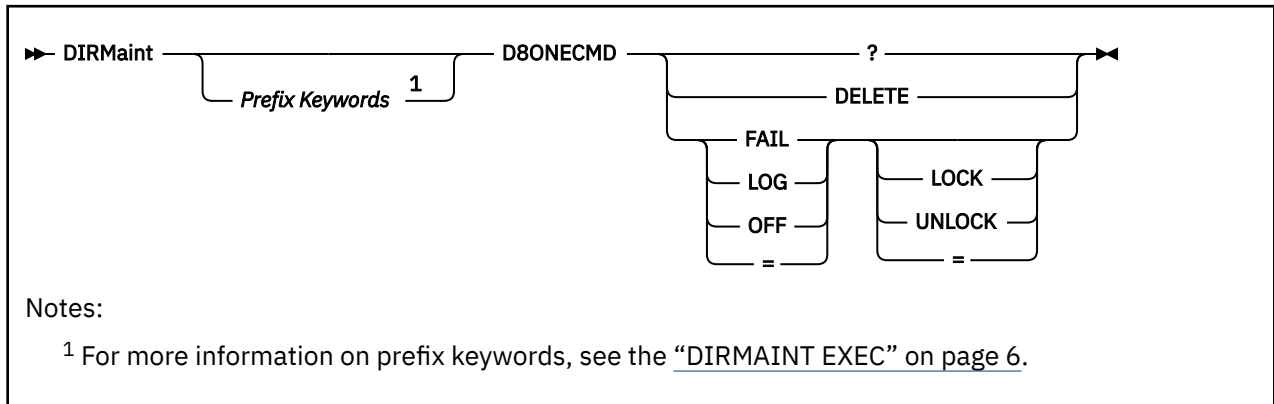 DIRMaint D8ONECMD ?
Prefix Keywords 1
DELETE
FAIL
LOG LOCK
OFF UNLOCK
= =
Notes:
1 For more information on prefix keywords, see the “DIRMAINT EXEC” on page 6.